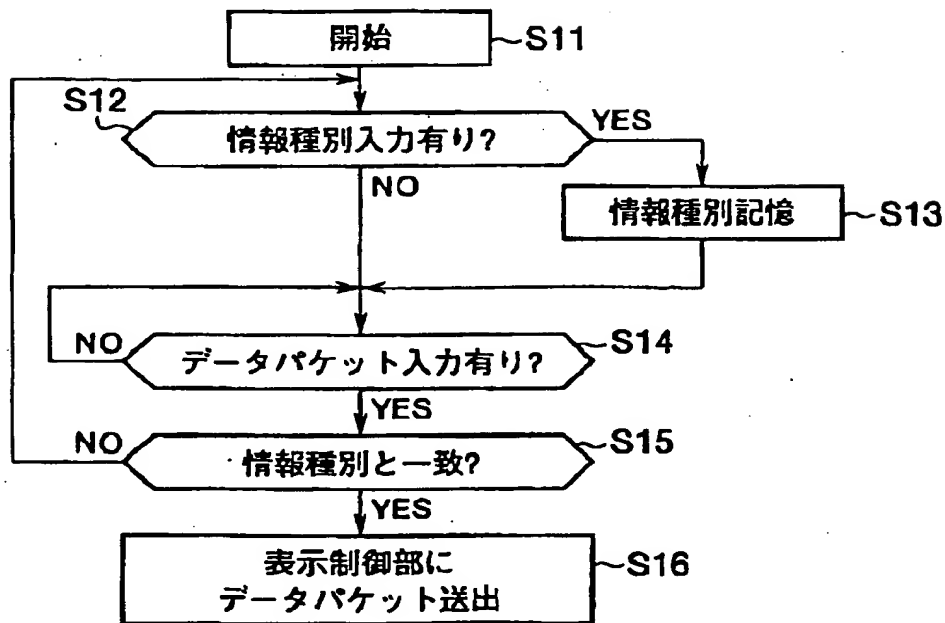 開始
S11
S12
情報種別入力有り?
YES
NO
情報種別記憶
S13
NO
データパケット入力有り?
S14
YES
NO
情報種別と一致?
S15
YES
表示制御部に
データパケット送出
S16